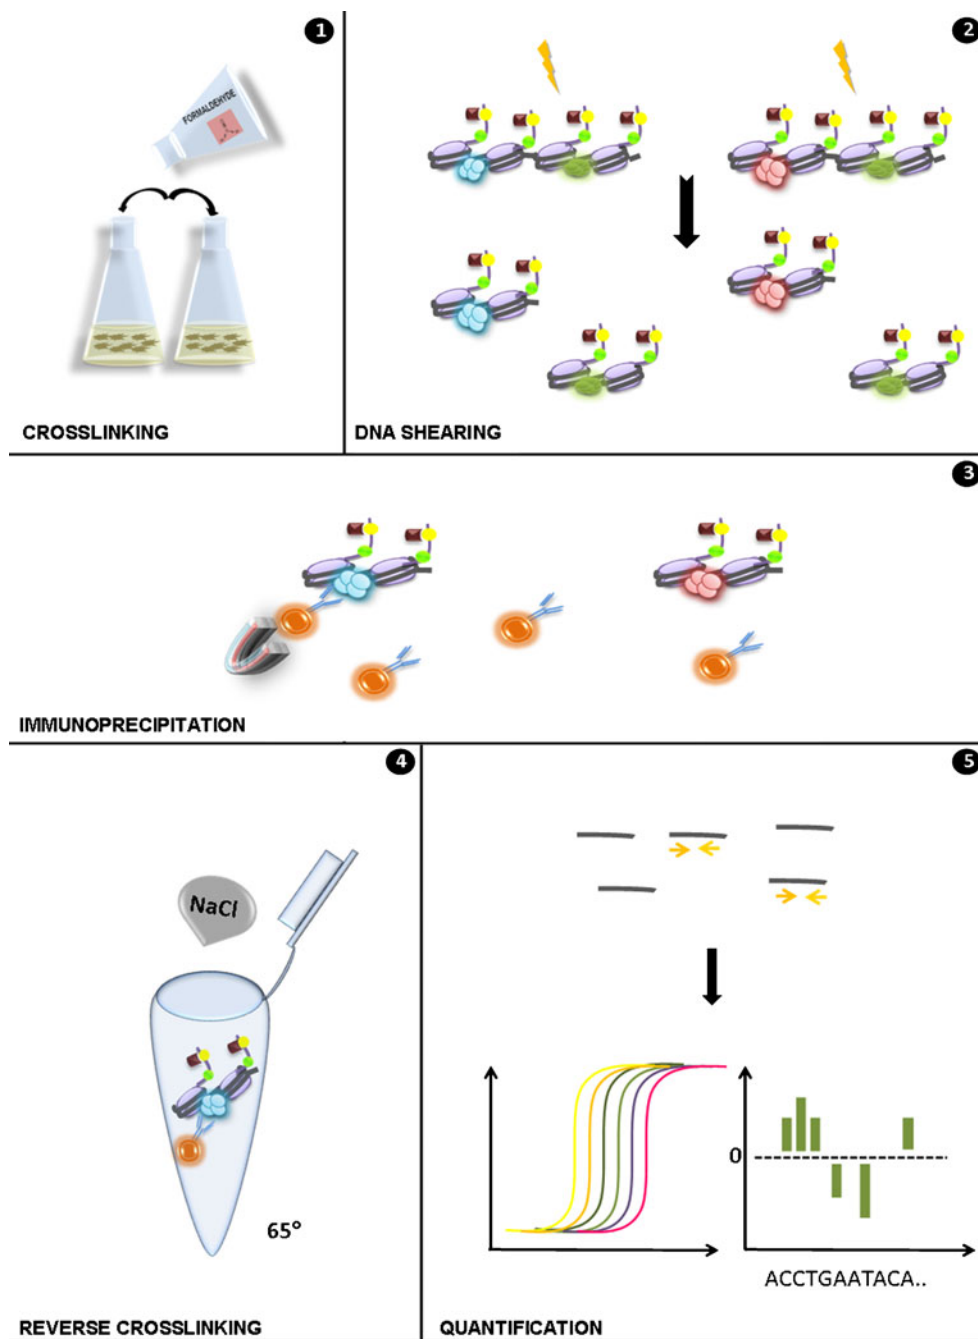 1
FORMALDEHYDE
CROSSLINKING
2
DNA SHEARING
3
IMMUNOPRECIPITATION
4
NaCl
65°
REVERSE CROSSLINKING
5
0
ACCTGAATACA..
QUANTIFICATION